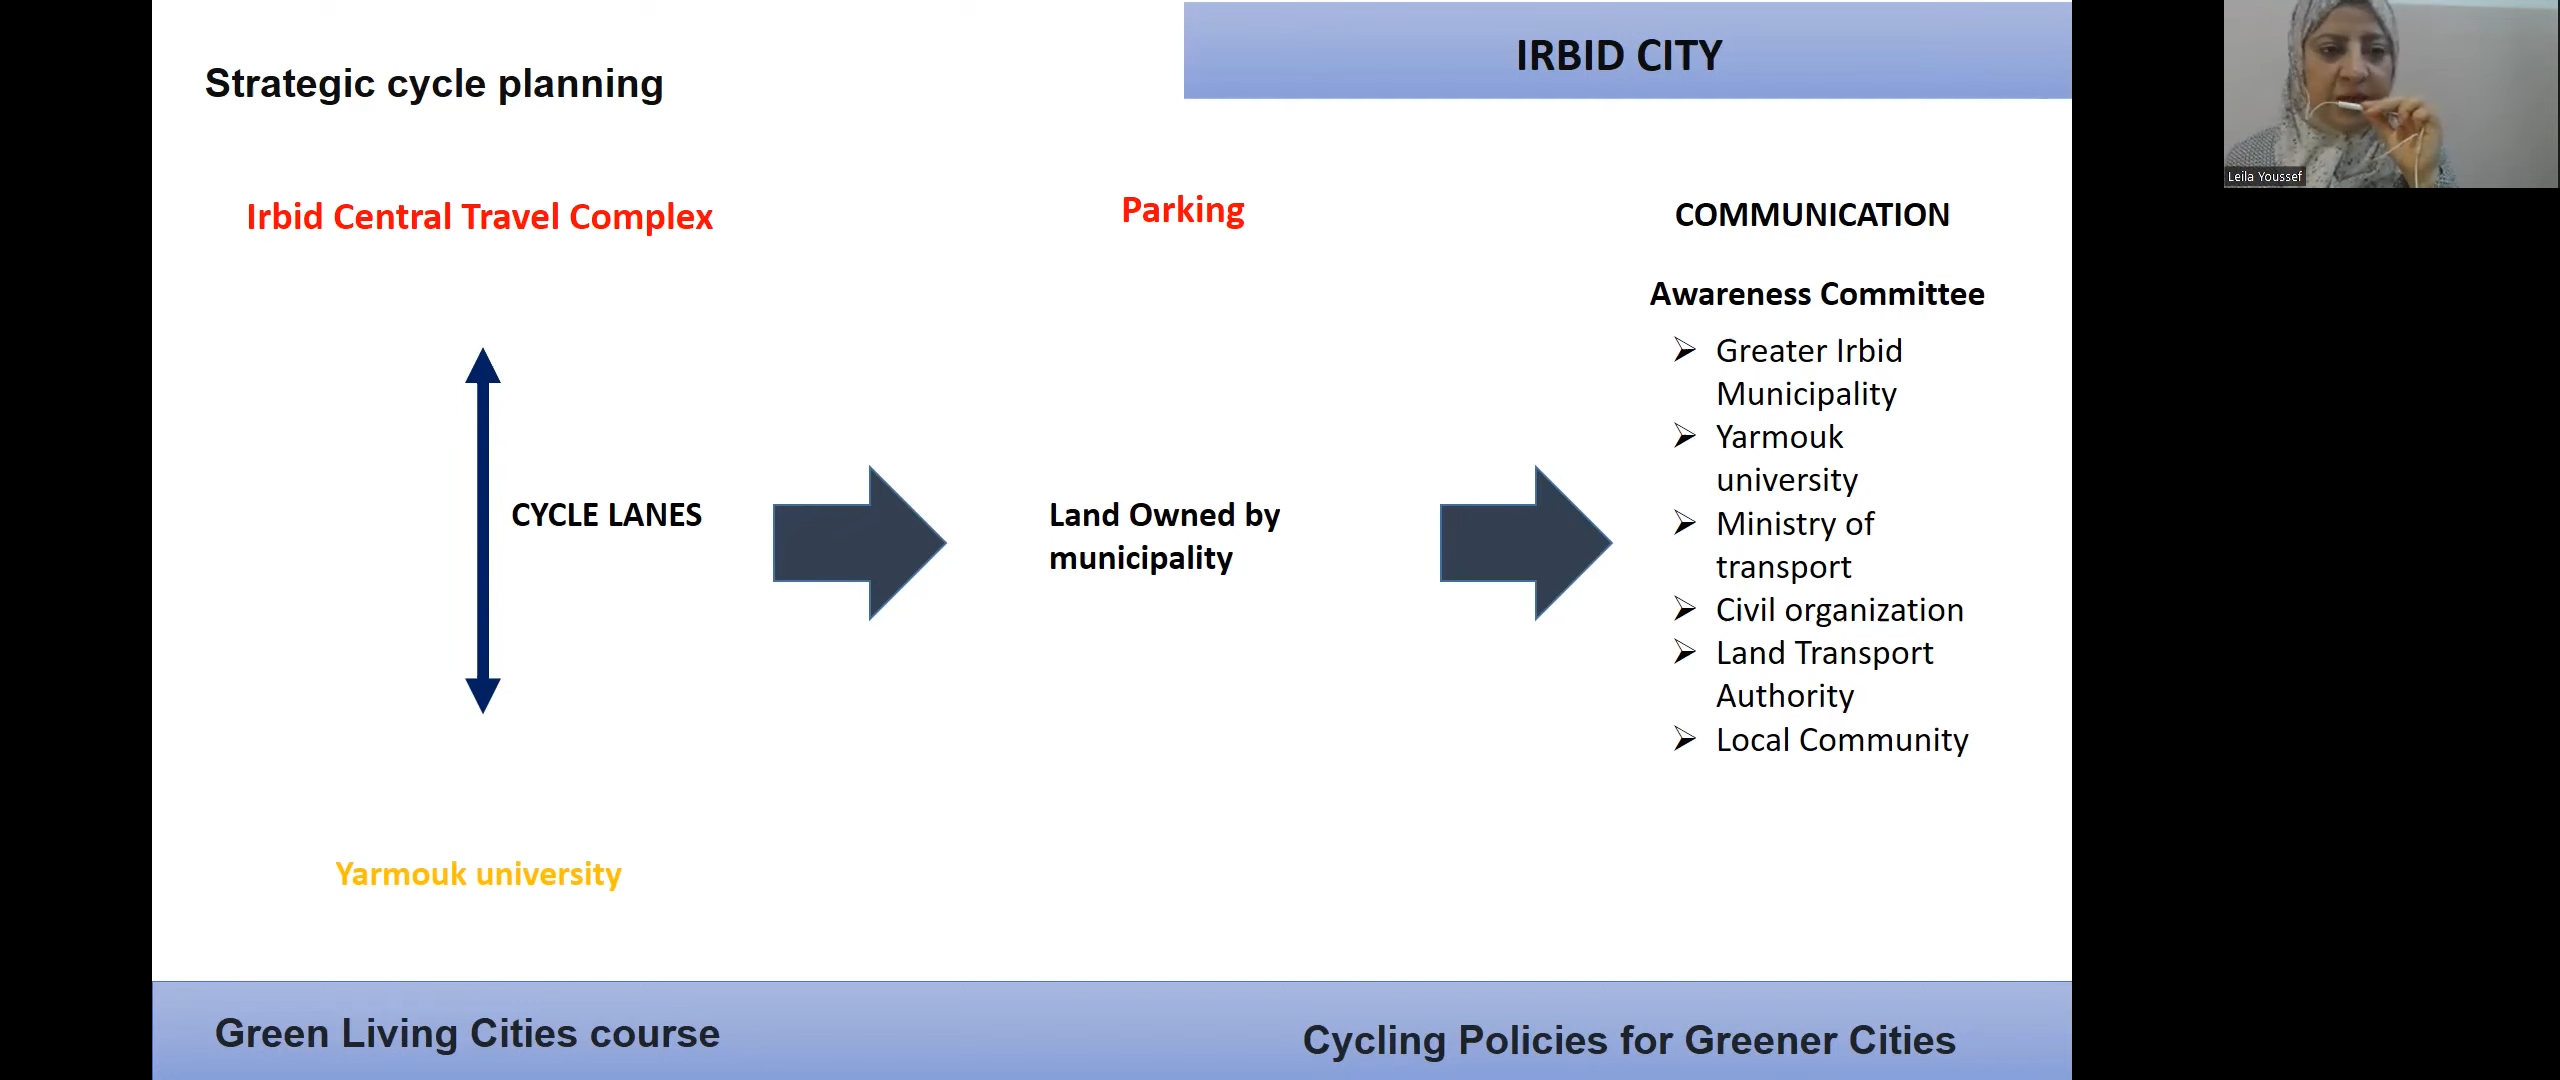 Strategic cycle planning
IRBID CITY
Irbid Central Travel Complex
CYCLE LANES
Yarmouk university
Parking
Land Owned by
municipality
COMMUNICATION
Awareness Committee
Greater Irbid
Municipality
Yarmouk
university
Ministry of
transport
Civil organization
Land Transport
Authority
Local Community
Green Living Cities course
Cycling Policies for Greener Cities
Leila Youssef